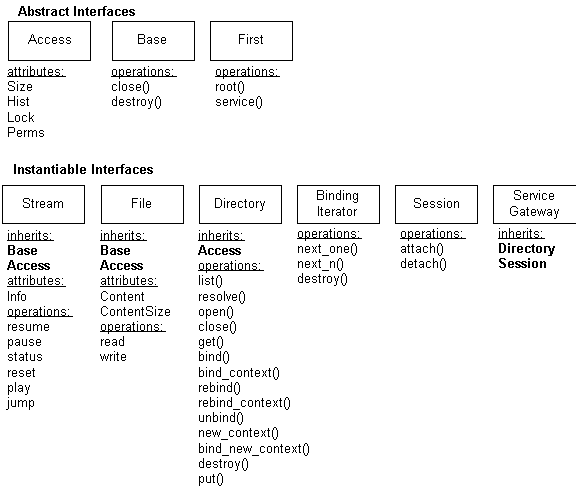 Abstract Interfaces
Access
attributes:
Size
Hist
Lock
Perms
Base
operations:
close()
destroy()
First
operations:
root()
service()
Instantiable Interfaces
Stream
inherits:
Base
Access
attributes:
Info
operations:
resume
pause
status
reset
play
jump
File
inherits:
Base
Access
attributes:
Content
ContentSize
operations:
read
write
Directory
inherits:
Access
operations:
list()
resolve()
open()
close()
get()
bind()
bind_context()
rebind()
rebind_context()
unbind()
new_context()
bind_new_context()
destroy()
put()
Binding
Iterator
operations:
next_one()
next_n()
destroy()
Session
operations:
attach()
detach()
Service
Gateway
inherits:
Directory
Session